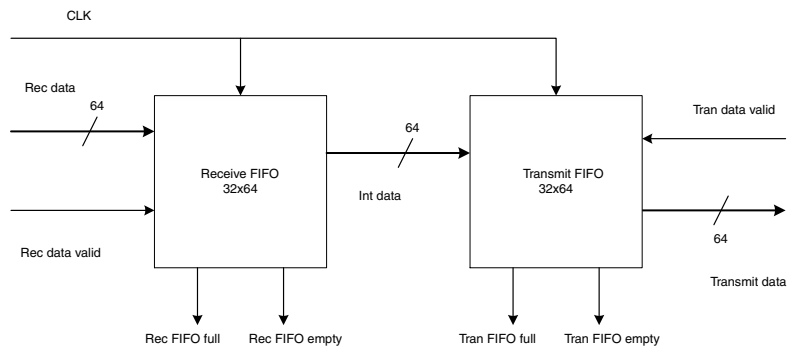 CLK
Rec data
64
Rec data valid
Receive FIFO
32x64
64
Int data
Transmit FIFO
32x64
Tran data valid
64
Transmit data
Rec FIFO full
Rec FIFO empty
Tran FIFO full
Tran FIFO empty